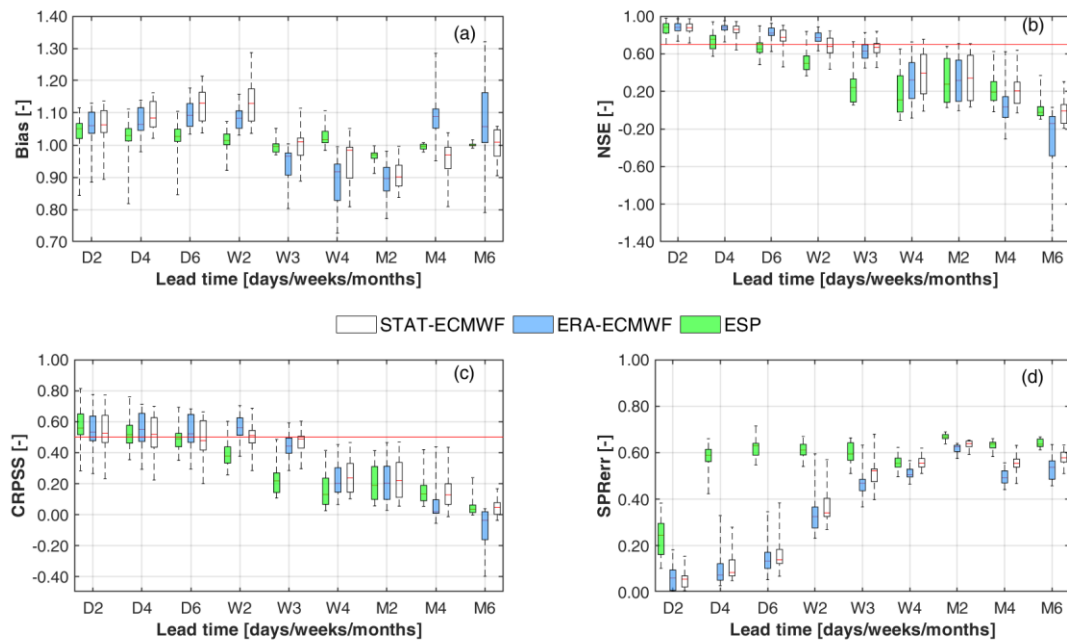 (a)
Bias [-]
1.40
1.30
1.20
1.10
1.00
0.90
0.80
0.70
D2 D4 D6 W2 W3 W4 M2 M4 M6
Lead time [days/weeks/months]
(b)
NSE [-]
1.00
0.60
0.20
-0.20
-0.60
-1.00
-1.40
D2 D4 D6 W2 W3 W4 M2 M4 M6
Lead time [days/weeks/months]
STAT-ECMWF ERA-ECMWF ESP
(c)
CRPSS [-]
1.00
0.80
0.60
0.40
0.20
0.00
-0.20
-0.40
D2 D4 D6 W2 W3 W4 M2 M4 M6
Lead time [days/weeks/months]
(d)
SPRerr [-]
1.00
0.80
0.60
0.40
0.20
0.00
D2 D4 D6 W2 W3 W4 M2 M4 M6
Lead time [days/weeks/months]